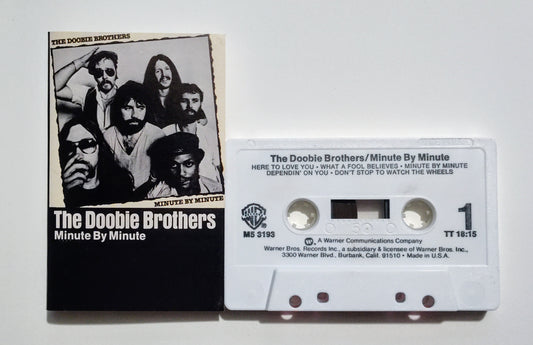 THE DOOBIE BROTHERS
MINUTE BY MINUTE
The Doobie Brothers
Minute By Minute
The Doobie Brothers/Minute By Minute
HERE TO LOVE YOU • WHAT A FOOL BELIEVES • MINUTE BY MINUTE
DEPENDIN' ON YOU • DON'T STOP TO WATCH THE WHEELS
M5 3193
1
TT 18:15
A Warner Communications Company
Warner Bros. Records Inc., a subsidiary & licensee of Warner Bros. Inc.,
3300 Warner Blvd., Burbank, Calif. 91510 • Made in U.S.A.